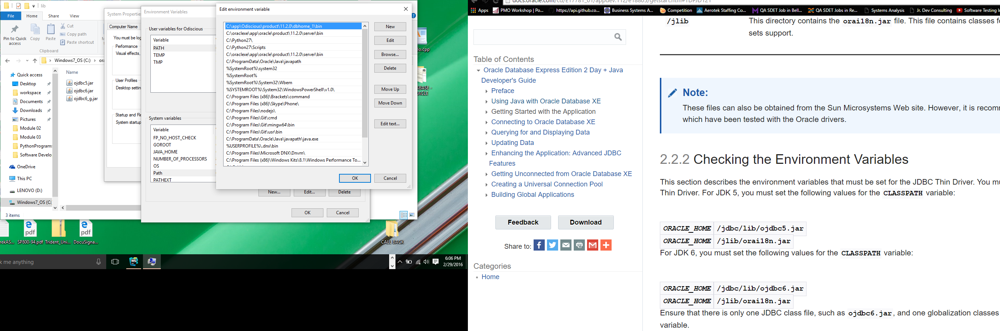 lib
File Home Share View
Pin to Quick access
Copy
Paste
Cut
Copy path
Paste shortcut
Clipboard
Windows7_OS (C:)
Name
Quick access
Desktop
workspace
Documents
Downloads
Pictures
Module 02
Module 03
PythonPrograms
Software Develo
OneDrive
This PC
LENOVO (D:)
Windows7_OS (C:
ojdbc5.jar
ojdbc6.jar
ojdbc6_g.jar
3 items
System Propertie
Computer Name
You must be log
Performance
Visual effects,
User Profiles
Desktop settin
Startup and Re
System startup
Environment Variables
User variables for Odiscious
Variable
PATH
TEMP
TMP
System variables
Variable
FP_NO_HOST_CHECK
GOROOT
JAVA_HOME
NUMBER_OF_PROCESSORS
OS
Path
PATHEXT
New... Edit... Delete
OK Cancel
Edit environment variable
C:\app\Odiscious\product\11.2.0\dbhome_1\bin
C:\oraclexe\app\oracle\product\11.2.0\server\bin
C:\Python27\
C:\Python27\Scripts
C:\oraclexe\app\oracle\product\11.2.0\server\bin
C:\ProgramData\Oracle\Java\javapath
%SystemRoot%\system32
%SystemRoot%
%SystemRoot%\System32\Wbem
%SYSTEMROOT%\System32\WindowsPowerShell\v1.0\
C:\Program Files (x86)\Brackets\command
C:\Program Files (x86)\Skype\Phone\
C:\Program Files\nodejs\
C:\Program Files\Git\cmd
C:\Program Files\Git\mingw64\bin
C:\Program Files\Git\usr\bin
C:\ProgramData\Oracle\Java\javapath\java.exe
%USERPROFILE%\.dnx\bin
C:\Program Files\Microsoft DNX\Dnvm\
C:\Program Files (x86)\Windows Kits\8.1\Windows Performance To...
New
Edit
Browse...
Delete
Move Up
Move Down
Edit text...
OK Cancel
lo.cpp
ABASE -
ACLE
rekAS... SP800-94.pdf Trident_Uni... DocuSigna...
CALL BACK
k me anything
6:06 PM
2/29/2016
docs.oracle.com/cd/E17781_01/appdev.112/e18805/getstart.htm#TDPJD121
Apps PMO Workshop | Po... https://api.github.co... Business Systems A... Competition Aerotek Staffing Co... QA SDET Job in Bell... QA SDET Jobs in Re... Systems Analysis Jr. Dev Consulting Software Testing In
Table of Contents
Oracle Database Express Edition 2 Day + Java
Developer's Guide
Preface
Using Java with Oracle Database XE
Getting Started with the Application
Connecting to Oracle Database XE
Querying for and Displaying Data
Updating Data
Enhancing the Application: Advanced JDBC
Features
Getting Unconnected from Oracle Database XE
Creating a Universal Connection Pool
Building Global Applications
Feedback Download
Share to:
Categories
Home
/jlib This directory contains the orai18n.jar file. This file contains classes fo
sets support.
Note:
These files can also be obtained from the Sun Microsystems Web site. However, it is recom
which have been tested with the Oracle drivers.
2.2.2 Checking the Environment Variables
This section describes the environment variables that must be set for the JDBC Thin Driver. You mu
Thin Driver. For JDK 5, you must set the following values for the CLASSPATH variable:
ORACLE_HOME /jdbc/lib/ojdbc5.jar
ORACLE_HOME /jlib/orai18n.jar
For JDK 6, you must set the following values for the CLASSPATH variable:
ORACLE_HOME /jdbc/lib/ojdbc6.jar
ORACLE_HOME /jlib/orai18n.jar
Ensure that there is only one JDBC class file, such as ojdbc6.jar, and one globalization classes
variable.